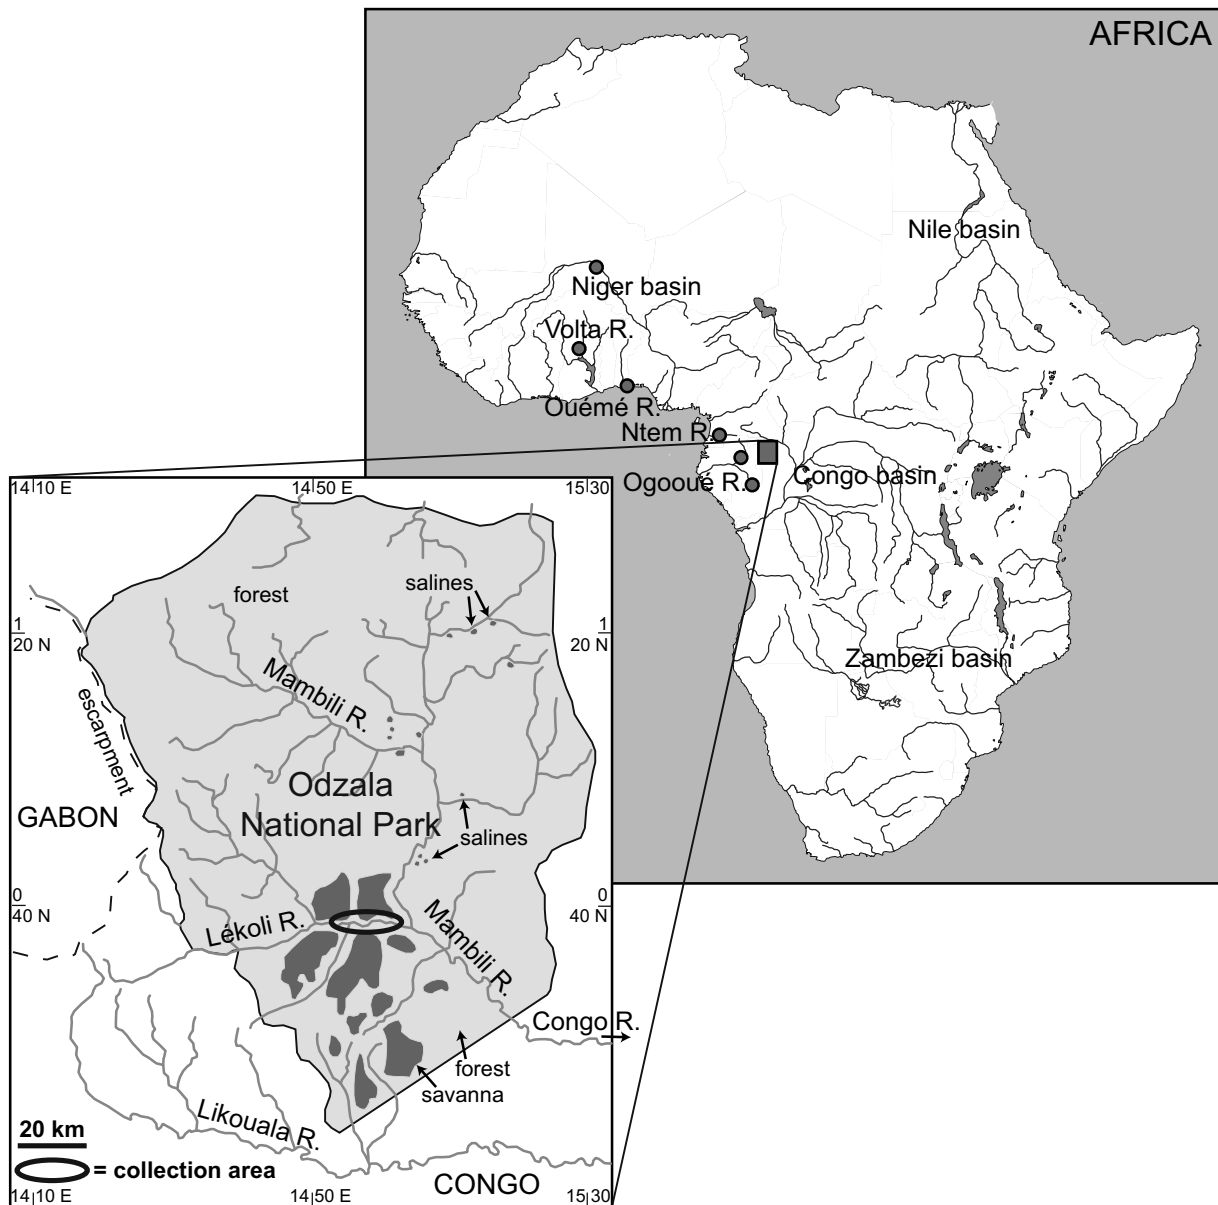 AFRICA
Nile basin
Niger basin
Volta R.
Ouémé R.
Ntem R.
Ogooué R.
Congo basin
Zambezi basin
14|10 E
14|50 E
15|30
forest
salines
1
20 N
1
20 N
Mambili R.
escarpment
Odzala
National Park
GABON
salines
0
40 N
0
40 N
Lékoli R.
Mambili R.
Congo R.
forest
savanna
Likouala R.
20 km
= collection area
CONGO
14|10 E
14|50 E
15|30